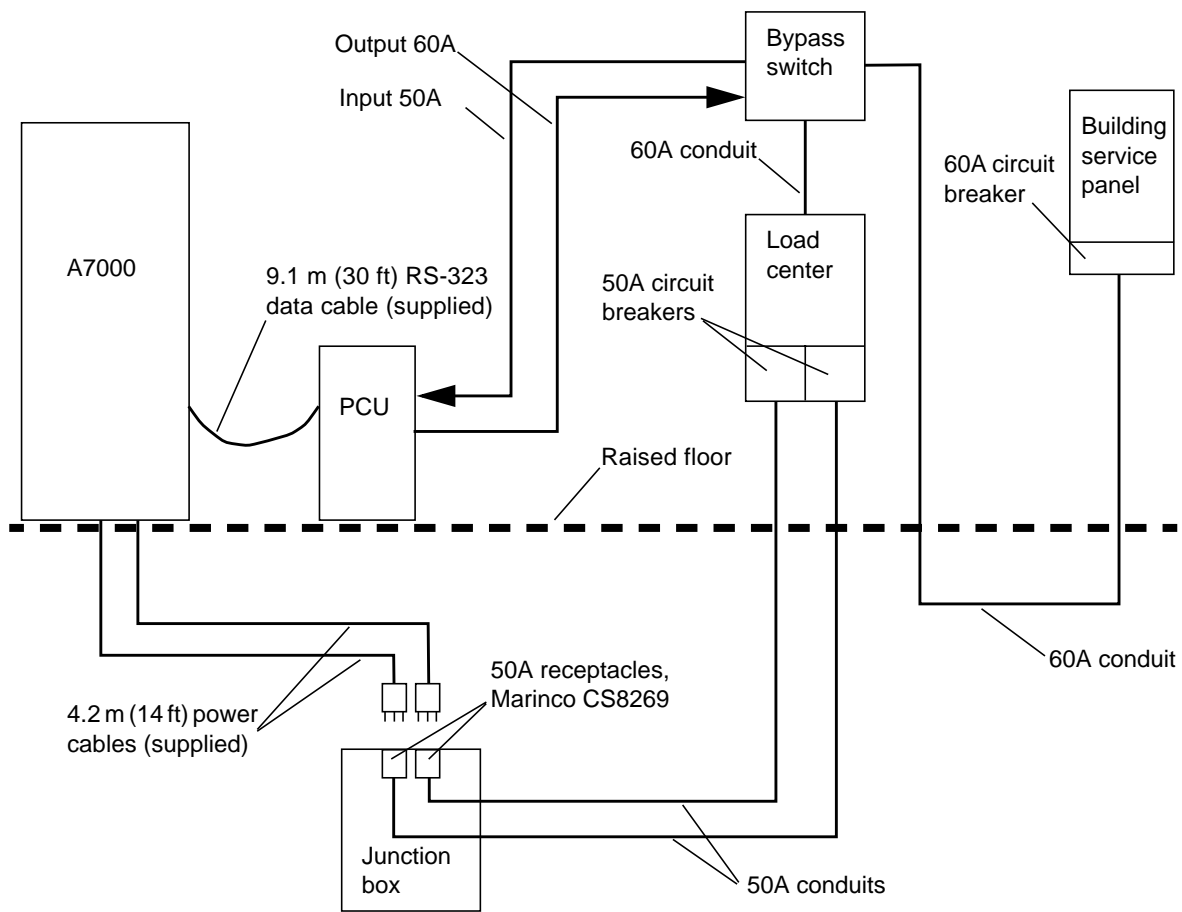 Output 60A
Input 50A
Bypass
switch
60A conduit
60A circuit
breaker
Building
service
panel
A7000
9.1 m (30 ft) RS-323
data cable (supplied)
Load
center
50A circuit
breakers
PCU
Raised floor
4.2 m (14 ft) power
cables (supplied)
50A receptacles,
Marinco CS8269
60A conduit
Junction
box
50A conduits